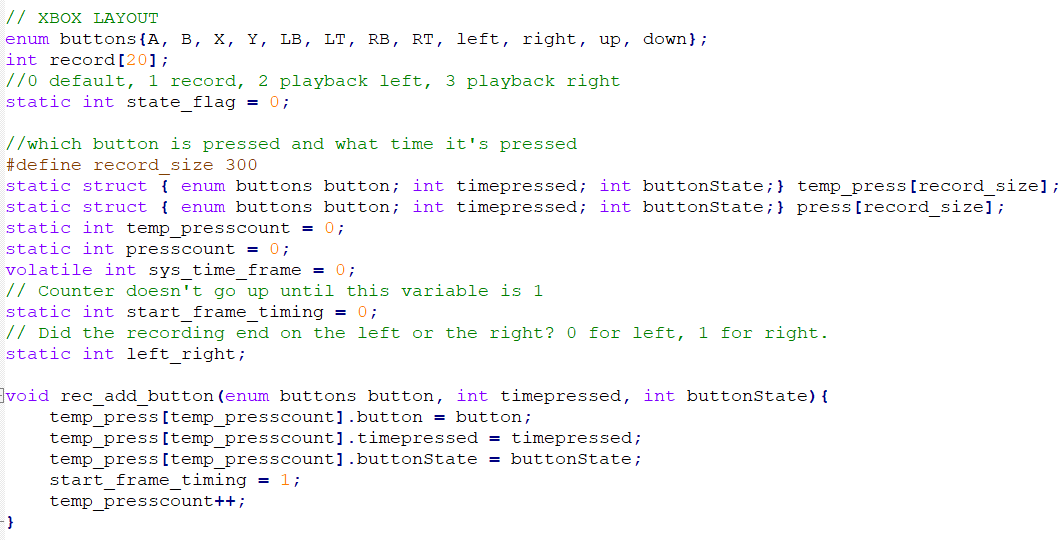 // XBOX LAYOUT
enum buttons{A, B, X, Y, LB, LT, RB, RT, left, right, up, down};
int record[20];
//0 default, 1 record, 2 playback left, 3 playback right
static int state_flag = 0;

//which button is pressed and what time it's pressed
#define record_size 300
static struct { enum buttons button; int timepressed; int buttonState;} temp_press[record_size];
static struct { enum buttons button; int timepressed; int buttonState;} press[record_size];
static int temp_presscount = 0;
static int presscount = 0;
volatile int sys_time_frame = 0;
// Counter doesn't go up until this variable is 1
static int start_frame_timing = 0;
// Did the recording end on the left or the right? 0 for left, 1 for right.
static int left_right;

void rec_add_button(enum buttons button, int timepressed, int buttonState){
    temp_press[temp_presscount].button = button;
    temp_press[temp_presscount].timepressed = timepressed;
    temp_press[temp_presscount].buttonState = buttonState;
    start_frame_timing = 1;
    temp_presscount++;
}